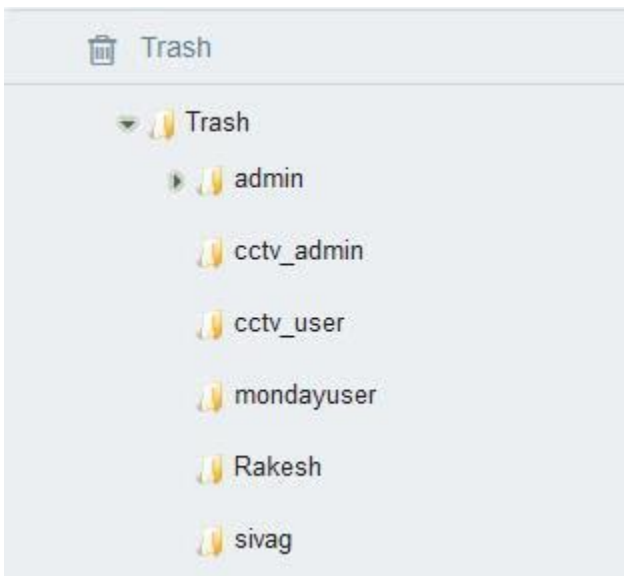 Trash
Trash
admin
cctv_admin
cctv_user
mondayuser
Rakesh
sivag